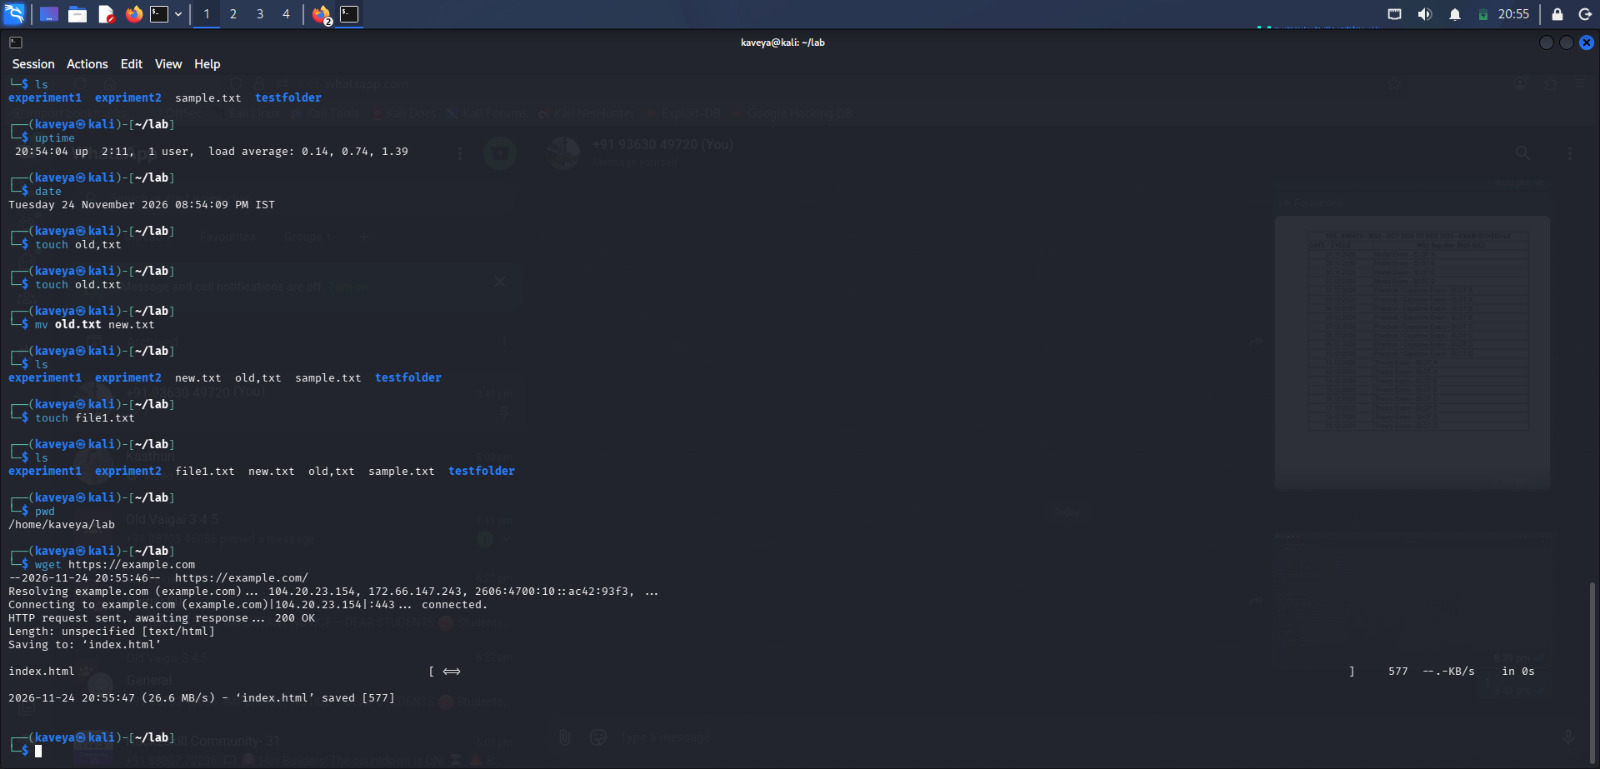 1 2 3 4 2 20:55
kaveya@kali: ~/lab
Session Actions Edit View Help
└─$ ls
experiment1 expriment2 sample.txt testfolder
┌──(kaveya㉿kali)-[~/lab]
└─$ uptime
20:54:04 up 2:11, 1 user, load average: 0.14, 0.74, 1.39
┌──(kaveya㉿kali)-[~/lab]
└─$ date
Tuesday 24 November 2026 08:54:09 PM IST
┌──(kaveya㉿kali)-[~/lab]
└─$ touch old,txt
┌──(kaveya㉿kali)-[~/lab]
└─$ touch old.txt
┌──(kaveya㉿kali)-[~/lab]
└─$ mv old.txt new.txt
┌──(kaveya㉿kali)-[~/lab]
└─$ ls
experiment1 expriment2 new.txt old,txt sample.txt testfolder
┌──(kaveya㉿kali)-[~/lab]
└─$ touch file1.txt
┌──(kaveya㉿kali)-[~/lab]
└─$ ls
experiment1 expriment2 file1.txt new.txt old,txt sample.txt testfolder
┌──(kaveya㉿kali)-[~/lab]
└─$ pwd
/home/kaveya/lab
┌──(kaveya㉿kali)-[~/lab]
└─$ wget https://example.com
--2026-11-24 20:55:46-- https://example.com/
Resolving example.com (example.com)... 104.20.23.154, 172.66.147.243, 2606:4700:10::ac42:93f3, ...
Connecting to example.com (example.com)|104.20.23.154|:443... connected.
HTTP request sent, awaiting response... 200 OK
Length: unspecified [text/html]
Saving to: ‘index.html’
index.html [ <=> ] 577 --.-KB/s in 0s
2026-11-24 20:55:47 (26.6 MB/s) - ‘index.html’ saved [577]
┌──(kaveya㉿kali)-[~/lab]
└─$